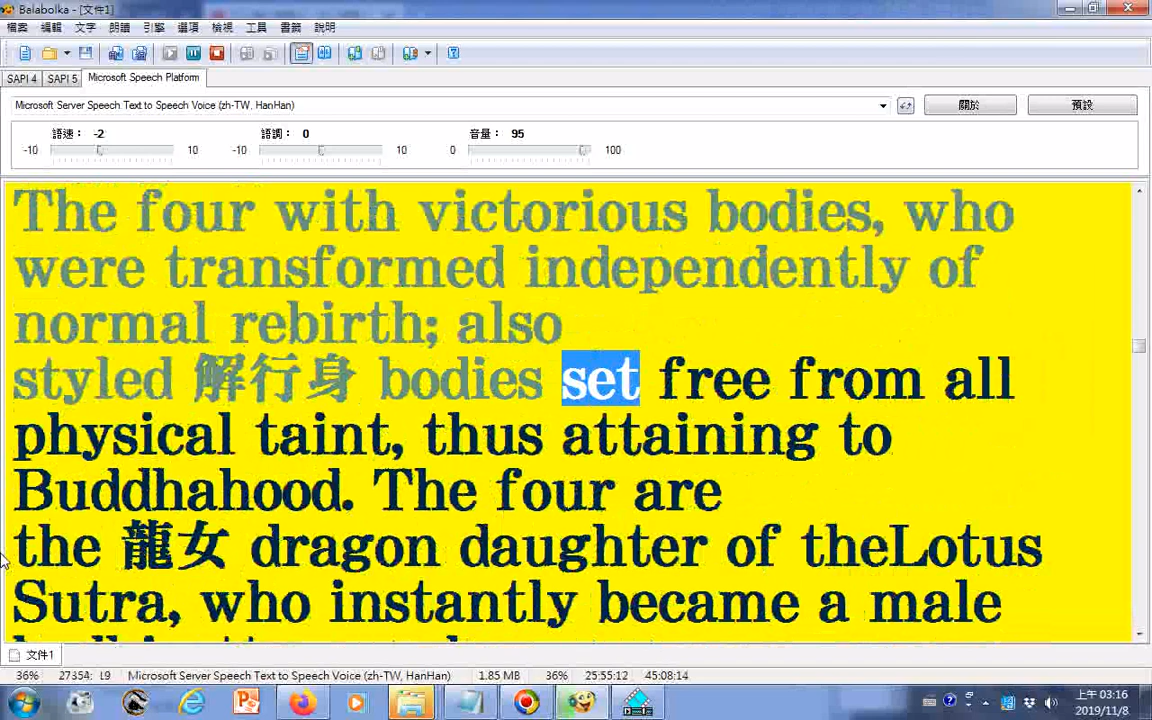 Balabolka - [文件1]
檔案 編輯 文字 朗讀 引擎 選項 檢視 工具 書籤 說明
SAPI 4 SAPI 5 Microsoft Speech Platform
Microsoft Server Speech Text to Speech Voice (zh-TW, HanHan) 關於 預設
語速： -2 語調： 0 音量： 95
-10 10 -10 10 0 100
The four with victorious bodies, who
were transformed independently of
normal rebirth; also
styled 解行身 bodies set free from all
physical taint, thus attaining to
Buddhahood. The four are
the 龍女 dragon daughter of theLotus
Sutra, who instantly became a male
文件1
36% 27354: 19 Microsoft Server Speech Text to Speech Voice (zh-TW, HanHan) 1.85 MB 36% 25:55:12 45:08:14
上午 03:16
2019/11/8